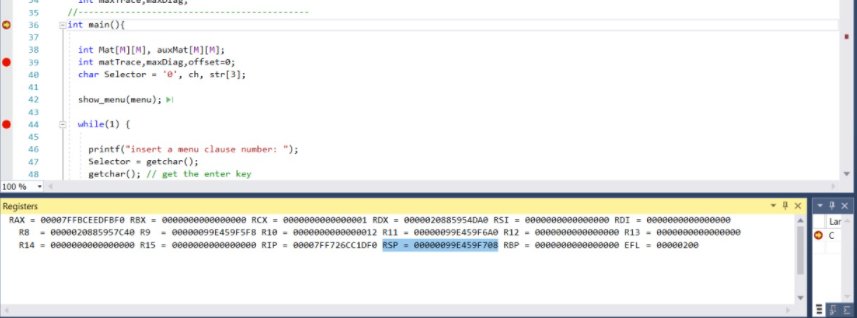 34 int maxTrace,maxDiag;
35 //-------------------------------------------
36 int main(){
37
38 int Mat[M][M], auxMat[M][M];
39 int matTrace,maxDiag,offset=0;
40 char Selector = '0', ch, str[3];
41
42 show_menu(menu);
43
44 while(1) {
45
46 printf("insert a menu clause number: ");
47 Selector = getchar();
48 getchar(); // get the enter key
100 %
Registers
RAX = 00007FFBCEEDFBF0 RBX = 0000000000000000 RCX = 0000000000000001 RDX = 0000020885954DA0 RSI = 0000000000000000 RDI = 0000000000000000
R8 = 0000020885957C40 R9 = 00000099E459F5F8 R10 = 0000000000000012 R11 = 00000099E459F6A0 R12 = 0000000000000000 R13 = 0000000000000000
R14 = 0000000000000000 R15 = 0000000000000000 RIP = 00007FF726CC1DF0 RSP = 00000099E459F708 RBP = 0000000000000000 EFL = 00000200
Lar
C